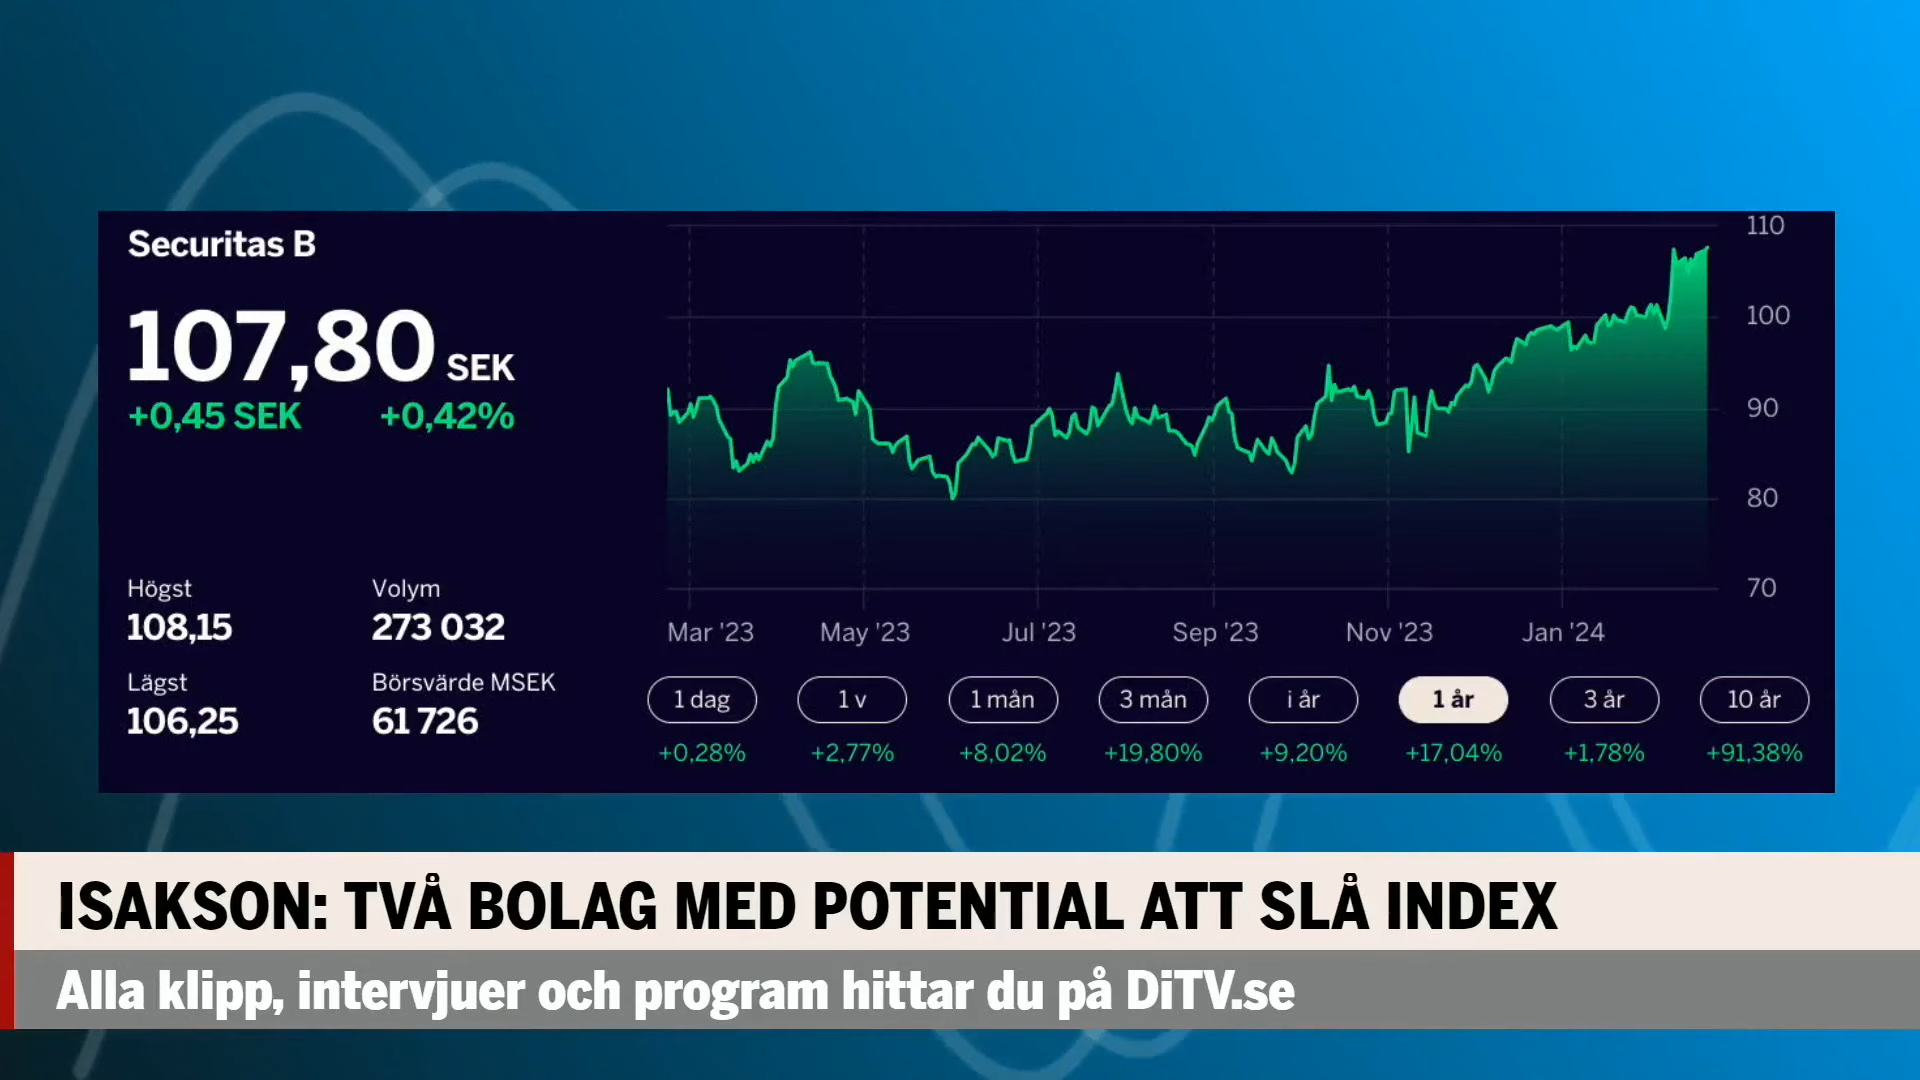 Securitas B
107,80 SEK
+0,45 SEK +0,42%
Högst Volym
108,15 273 032
Lägst Börsvärde MSEK
106,25 61 726
110
100
90
80
70
Mar '23 May '23 Jul '23 Sep '23 Nov '23 Jan '24
1 dag 1 v 1 mån 3 mån i år 1 år 3 år 10 år
+0,28% +2,77% +8,02% +19,80% +9,20% +17,04% +1,78% +91,38%
ISAKSON: TVÅ BOLAG MED POTENTIAL ATT SLÅ INDEX
Alla klipp, intervjuer och program hittar du på DiTV.se